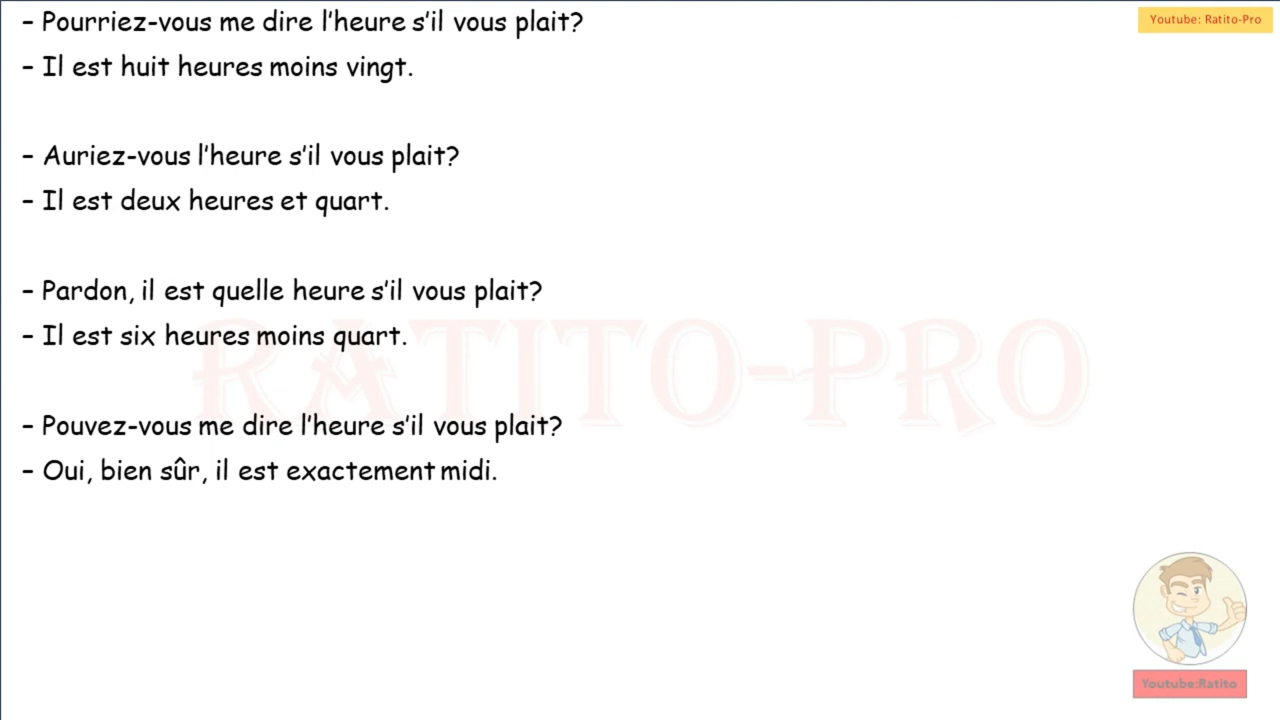 – Pourriez-vous me dire l'heure s'il vous plait?
Youtube: Ratito-Pro
– Il est huit heures moins vingt.
– Auriez-vous l'heure s'il vous plait?
– Il est deux heures et quart.
– Pardon, il est quelle heure s'il vous plait?
– Il est six heures moins quart.
RATITO-PRO
– Pouvez-vous me dire l'heure s'il vous plait?
– Oui, bien sûr, il est exactement midi.
Youtube:Ratito